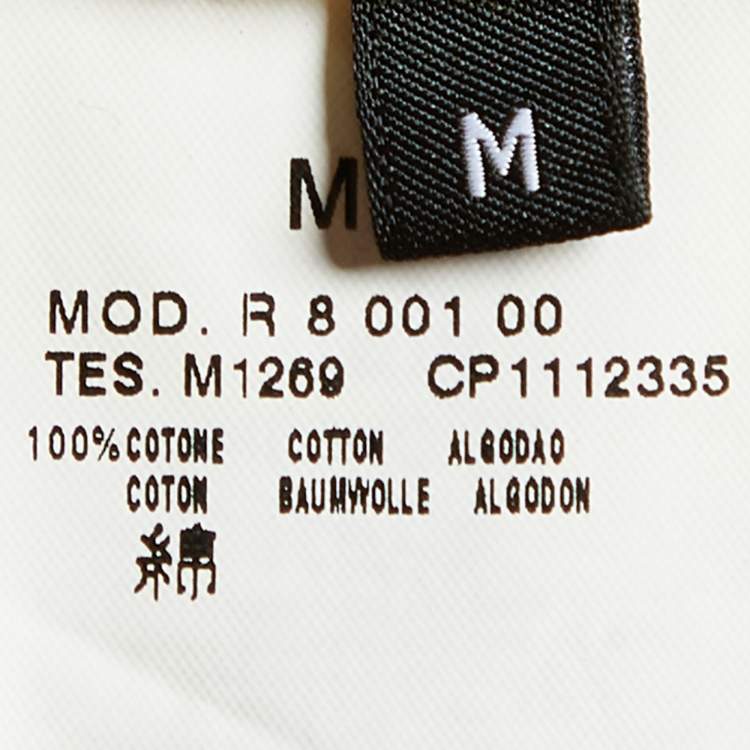 M
M
MOD. R 8 001 00
TES. M1269 CP1112335
100% COTONE COTTON ALGODAO
COTON BAUMWOLLE ALGODON
綿